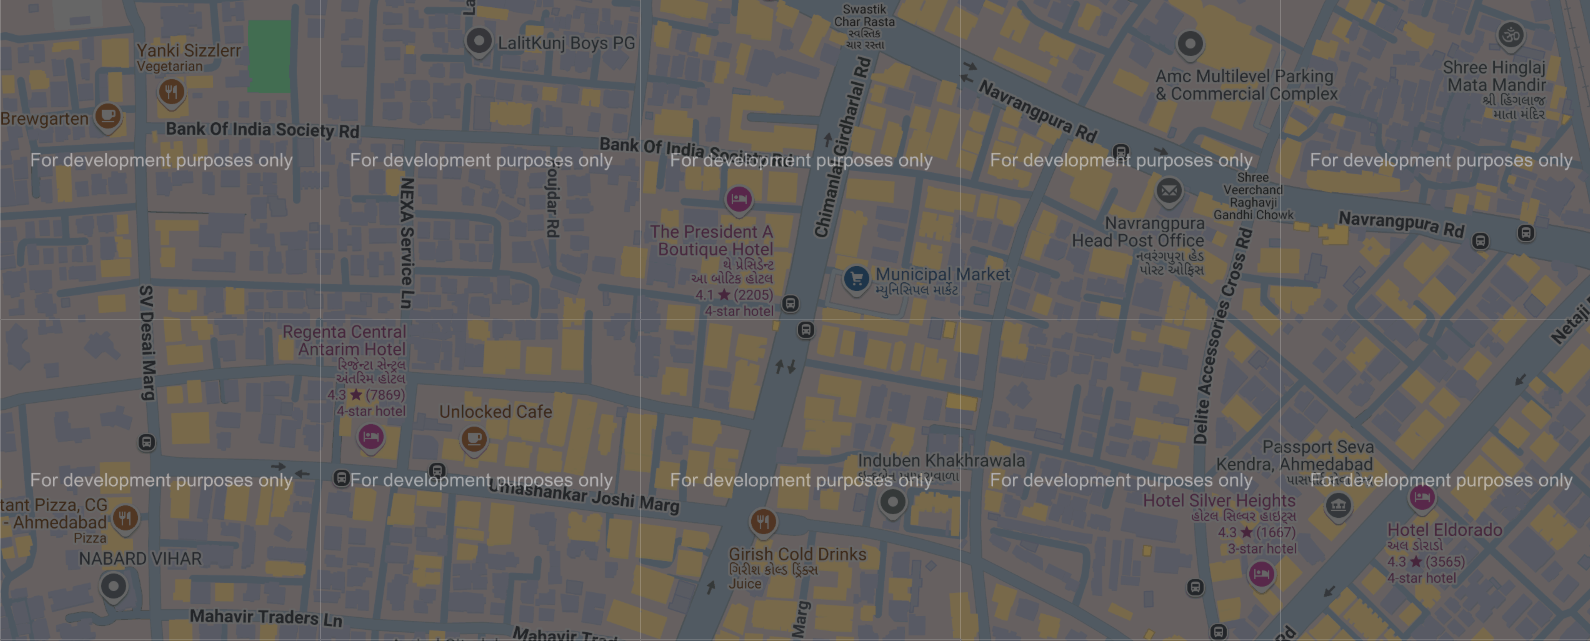 Swastik
Char Rasta
સ્વસ્તિક
ચાર રસ્તા
Yanki Sizzlerr
Vegetarian
LalitKunj Boys PG
Brewgarten
Bank Of India Society Rd
Bank Of India Society Rd
Chimanlal Girdharlal Rd
Navrangpura Rd
Amc Multilevel Parking
& Commercial Complex
Shree Hinglaj
Mata Mandir
શ્રી હિંગલાજ
માતા મંદિર
For development purposes only
For development purposes only
For development purposes only
For development purposes only
For development purposes only
NEXA Service Ln
Shree
Veerchand
Raghavji
Gandhi Chowk
Navrangpura Rd
Navrangpura
Head Post Office
નવરંગપુરા હેડ
પોસ્ટ ઓફિસ
The President A
Boutique Hotel
થે પ્રેસિડેન્ટ
આ બોટિક હોટલ
4.1 ★ (2205)
4-star hotel
Municipal Market
મ્યુનિસિપલ માર્કેટ
SV Desai Marg
Delite Accessories Cross Rd
Regenta Central
Antarim Hotel
રિજેન્ટા સેન્ટ્રલ
અંતરિમ હોટલ
4.3 ★ (7869)
4-star hotel
Unlocked Cafe
Passport Seva
Kendra, Ahmedabad
Induben Khakhrawala
For development purposes only
For development purposes only
For development purposes only
For development purposes only
For development purposes only
Umashankar Joshi Marg
Pizza, CG
- Ahmedabad
Pizza
Hotel Silver Heights
હોટલ સિલ્વર હાઇટ્સ
4.3 ★ (1667)
3-star hotel
Hotel Eldorado
અલ ડોરાડો
4.3 ★ (3565)
4-star hotel
NABARD VIHAR
Girish Cold Drinks
ગિરીશ કોલ્ડ ડ્રિંક્સ
Juice
Mahavir Traders Ln
Mahavir
Marg
Rd